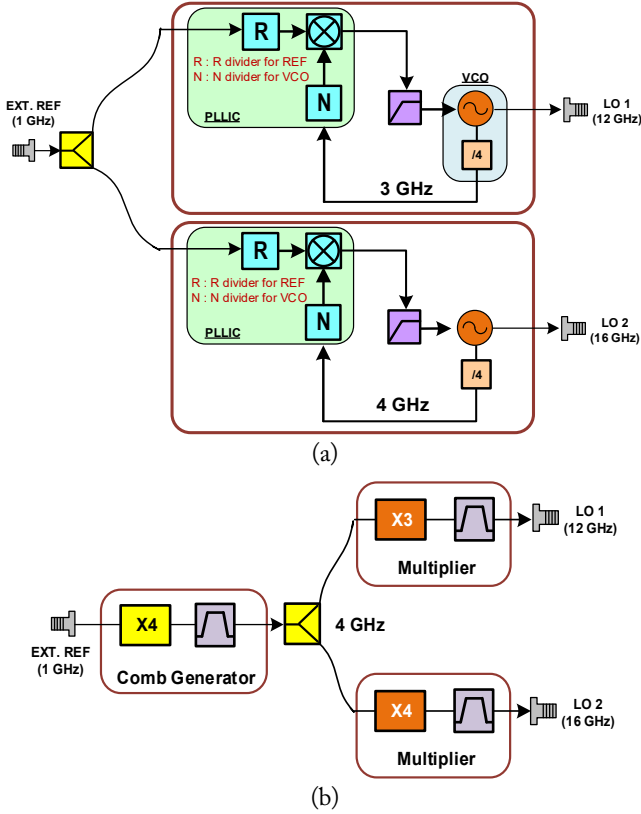 R
R : R divider for REF
N : N divider for VCO
N
PLLIC
VCO
/4
3 GHz
EXT. REF
(1 GHz)
LO 1
(12 GHz)
R
R : R divider for REF
N : N divider for VCO
N
PLLIC
/4
4 GHz
LO 2
(16 GHz)
(a)
X3
Multiplier
LO 1
(12 GHz)
X4
Comb Generator
EXT. REF
(1 GHz)
4 GHz
X4
Multiplier
LO 2
(16 GHz)
(b)